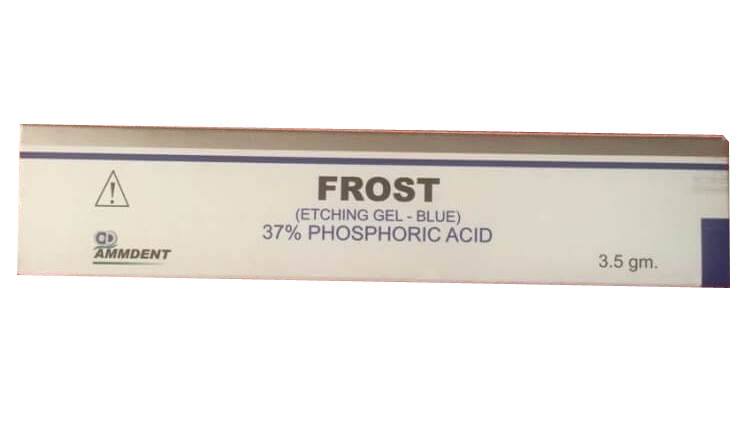 FROST
(ETCHING GEL - BLUE)
37% PHOSPHORIC ACID
AMMDENT
3.5 gm.